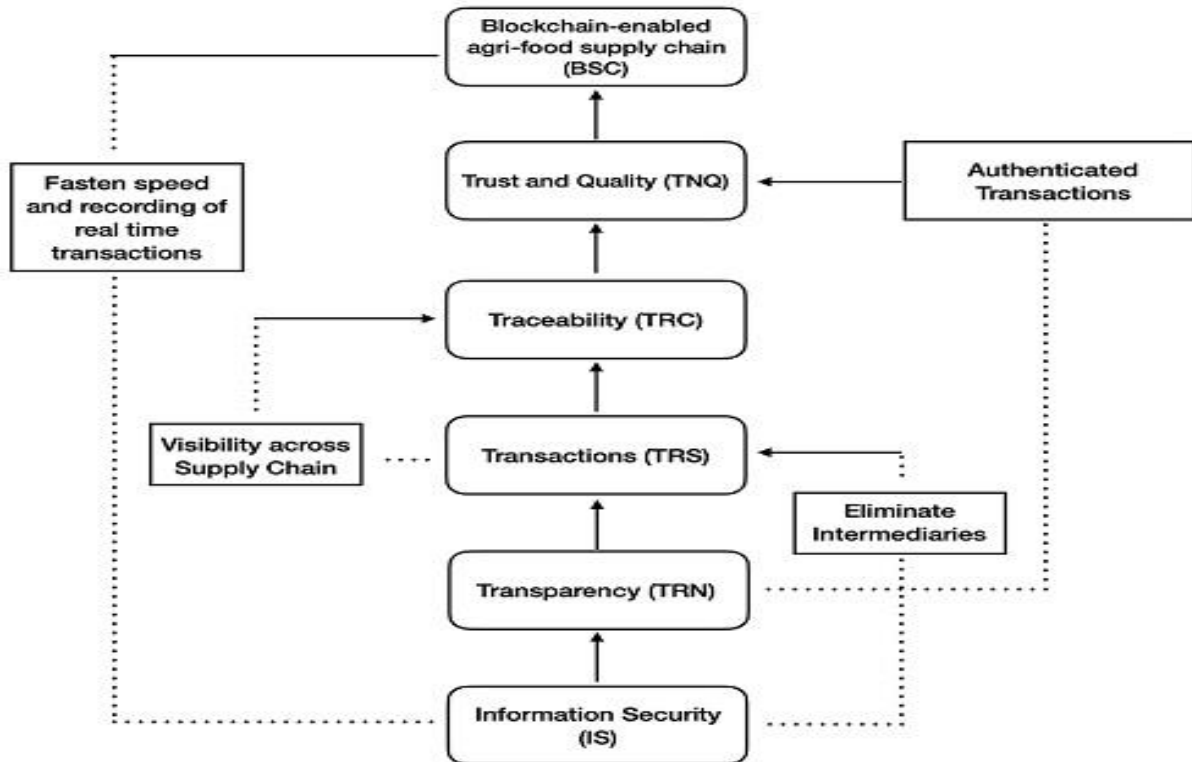 Blockchain-enabled
agri-food supply chain
(BSC)
Fasten speed
and recording of
real time
transactions
Trust and Quality (TNQ)
Authenticated
Transactions
Traceability (TRC)
Visibility across
Supply Chain
Transactions (TRS)
Eliminate
Intermediaries
Transparency (TRN)
Information Security
(IS)